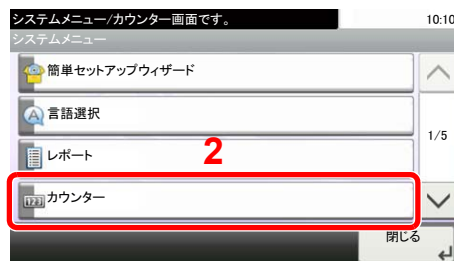 システムメニュー/カウンター画面です。 10:10
システムメニュー
簡単セットアップウィザード
言語選択
1/5
レポート
2
カウンター
123
閉じる